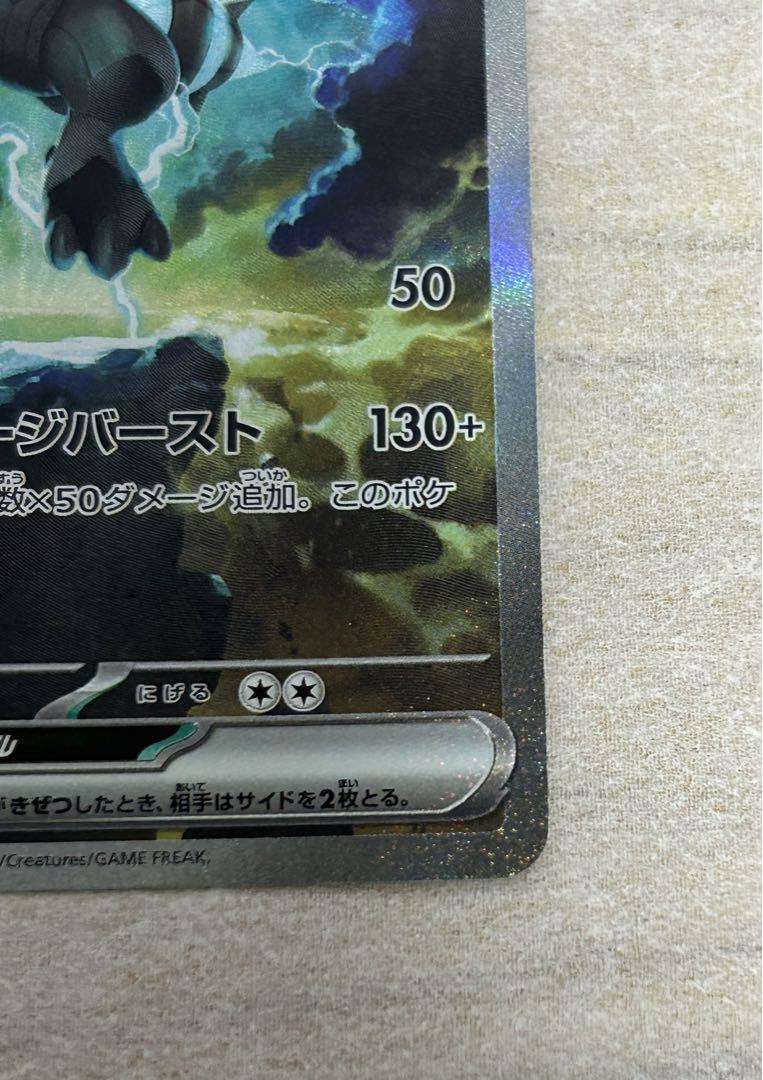 50
ージバースト 130+
数×50ダメージ追加。このポケ
にげる
ル
きぜつしたとき、相手はサイドを2枚とる。
/Creatures/GAME FREAK.